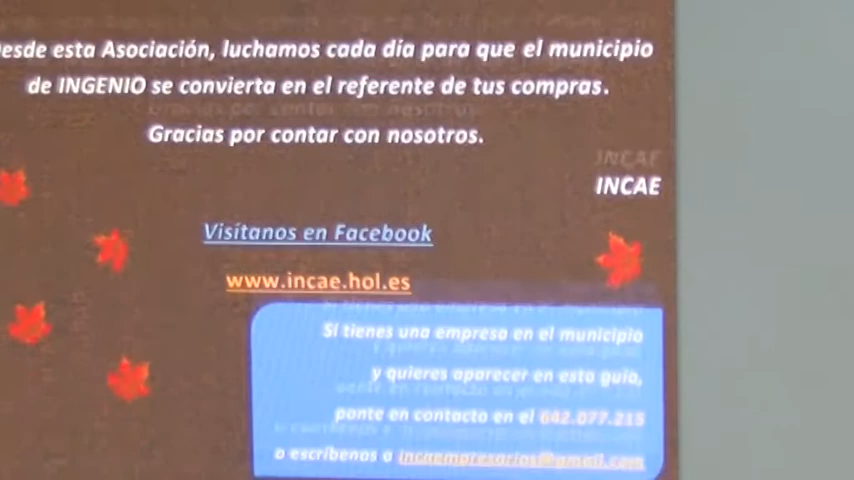 esde esta Asociación, luchamos cada día para que el municipio
de INGENIO se convierta en el referente de tus compras.
Gracias por contar con nosotros.
INCAE
Visítanos en Facebook
www.incae.hol.es
Si tienes una empresa en el municipio
y quieres aparecer en esta guía,
ponte en contacto en el 642.077.215
o escríbenos a incaempresarios@gmail.com